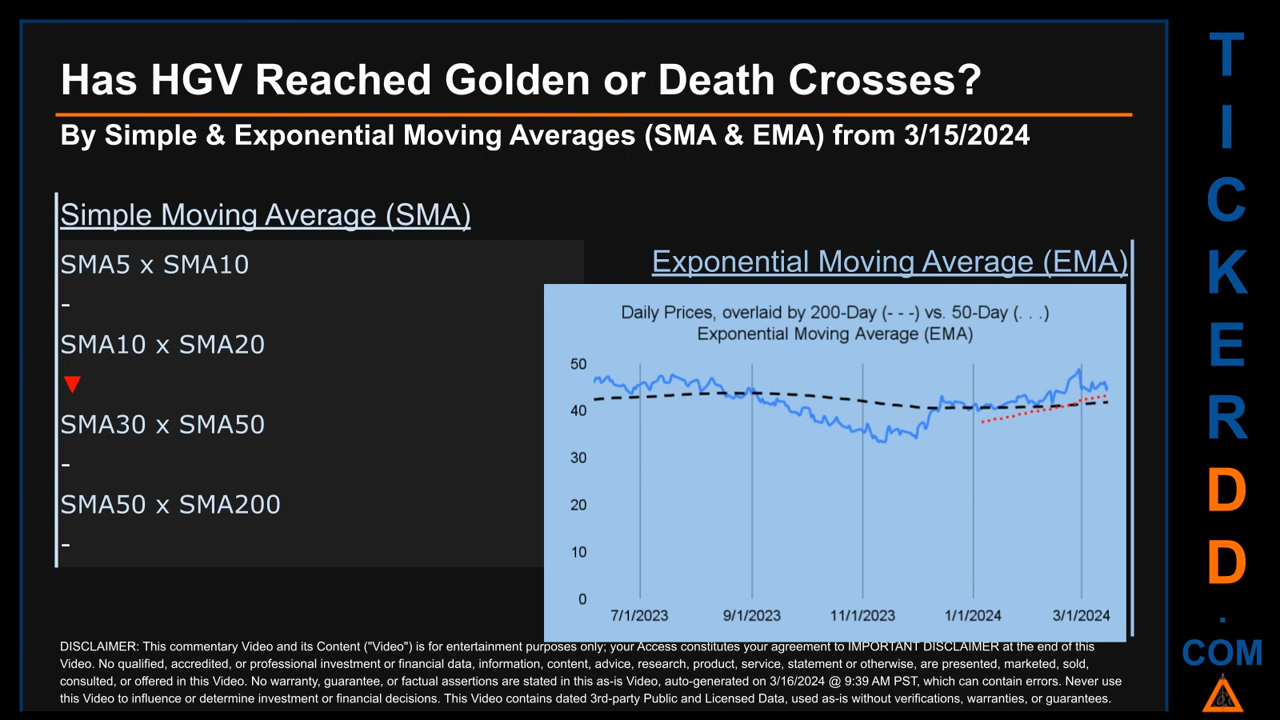 Has HGV Reached Golden or Death Crosses?
By Simple & Exponential Moving Averages (SMA & EMA) from 3/15/2024
Simple Moving Average (SMA)
SMA5 x SMA10
-
SMA10 x SMA20
▼
SMA30 x SMA50
-
SMA50 x SMA200
-
Exponential Moving Average (EMA)
Daily Prices, overlaid by 200-Day (- - -) vs. 50-Day (. . .)
Exponential Moving Average (EMA)
50
40
30
20
10
0
7/1/2023 9/1/2023 11/1/2023 1/1/2024 3/1/2024
DISCLAIMER: This commentary Video and its Content ("Video") is for entertainment purposes only; your Access constitutes your agreement to IMPORTANT DISCLAIMER at the end of this
Video. No qualified, accredited, or professional investment or financial data, information, content, advice, research, product, service, statement or otherwise, are presented, marketed, sold,
consulted, or offered in this Video. No warranty, guarantee, or factual assertions are stated in this as-is Video, auto-generated on 3/16/2024 @ 9:39 AM PST, which can contain errors. Never use
this Video to influence or determine investment or financial decisions. This Video contains dated 3rd-party Public and Licensed Data, used as-is without verifications, warranties, or guarantees.
T
I
C
K
E
R
D
D
.
COM